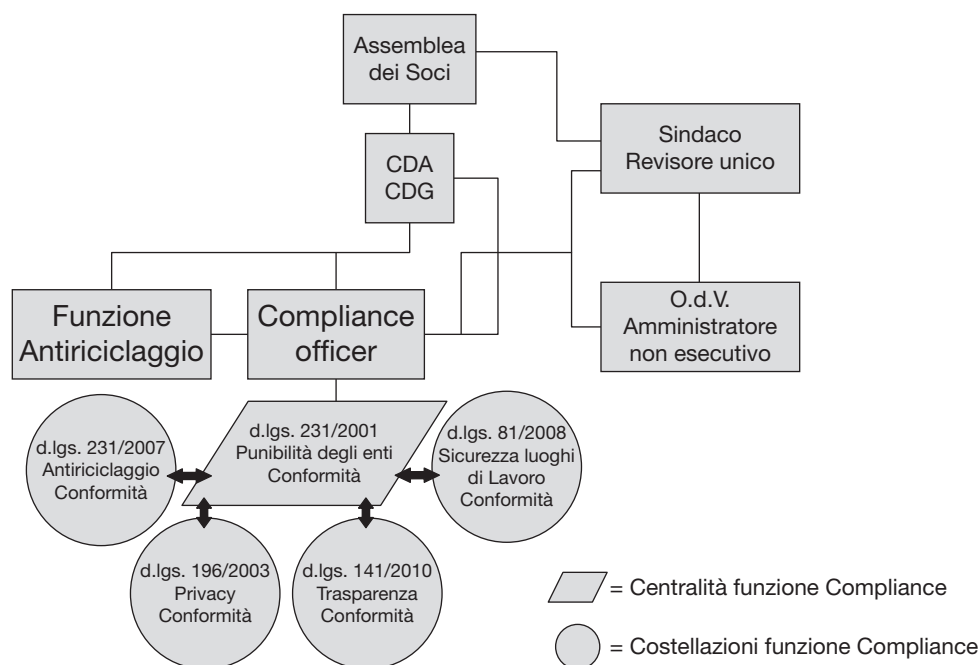 Assemblea
dei Soci
CDA
CDG
Sindaco
Revisore unico
Funzione
Antiriciclaggio
Compliance
officer
O.d.V.
Amministratore
non esecutivo
d.lgs. 231/2007
Antiriciclaggio
Conformità
d.lgs. 231/2001
Punibilità degli enti
Conformità
d.lgs. 81/2008
Sicurezza luoghi
di Lavoro
Conformità
d.lgs. 196/2003
Privacy
Conformità
d.lgs. 141/2010
Trasparenza
Conformità
= Centralità funzione Compliance
= Costellazioni funzione Compliance